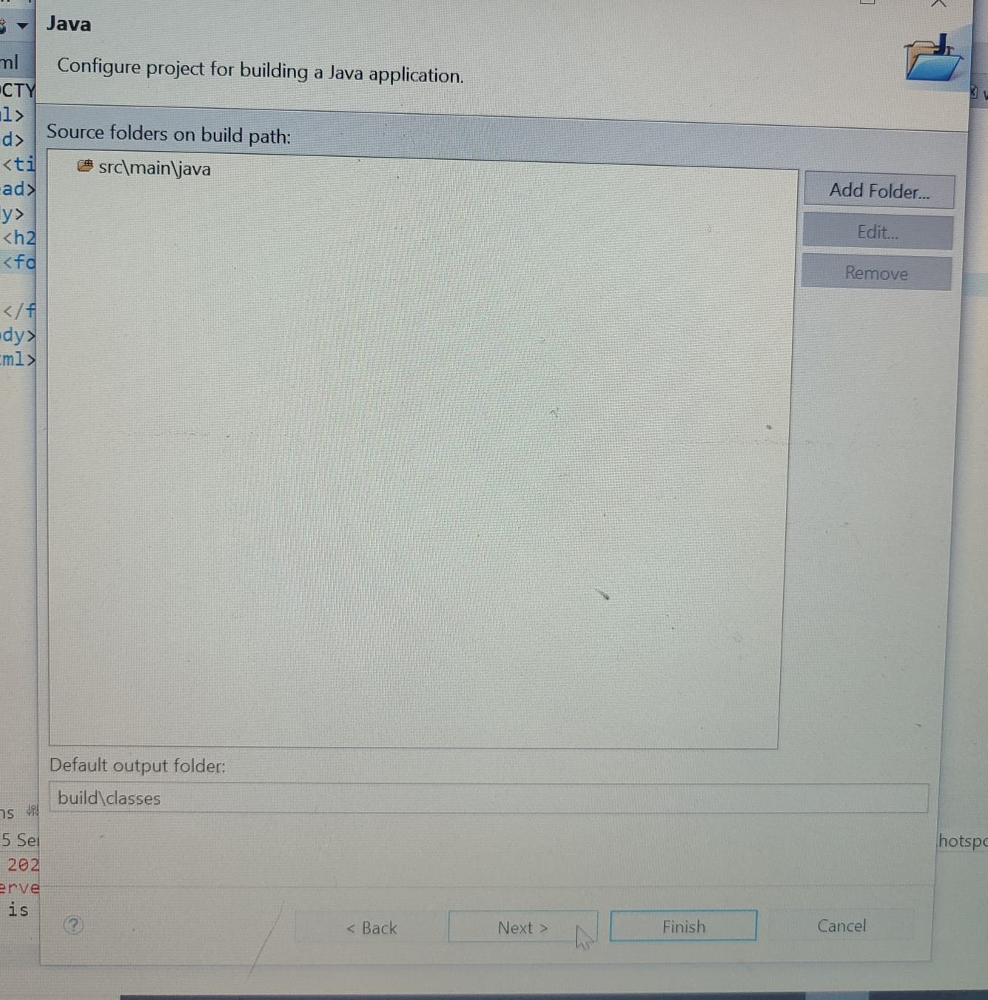 Java
Configure project for building a Java application.
Source folders on build path:
src\main\java
Add Folder...
Edit...
Remove
Default output folder:
build\classes
< Back
Next >
Finish
Cancel
ml
CTY
l>
d>
<ti
ad>
y>
<h2
<fo
</f
dy>
ml>
ns
5 Se
202
erve
is
hotspo